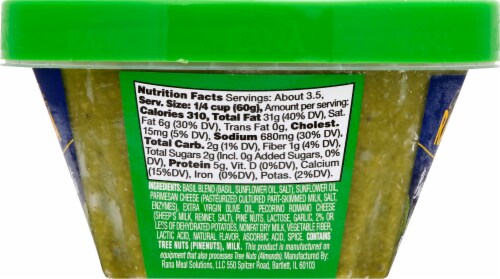 Nutrition Facts Servings: About 3.5,
Serv. Size: 1/4 cup (60g), Amount per serving:
Calories 310, Total Fat 31g (40% DV), Sat.
Fat 6g (30% DV), Trans Fat 0g, Cholest.
15mg (5% DV), Sodium 680mg (30% DV),
Total Carb. 2g (1% DV), Fiber 1g (4% DV),
Total Sugars 2g (Incl. 0g Added Sugars, 0%
DV), Protein 5g, Vit. D (0% DV), Calcium
(15%DV), Iron (0%DV), Potas. (2%DV).
INGREDIENTS: BASIL BLEND (BASIL, SUNFLOWER OIL, SALT), SUNFLOWER OIL,
PARMESAN CHEESE (PASTEURIZED CULTURED PART-SKIMMED MILK, SALT,
ENZYMES), EXTRA VIRGIN OLIVE OIL, PECORINO ROMANO CHEESE
(SHEEP'S MILK, RENNET, SALT), PINE NUTS, LACTOSE, GARLIC, 2% OR
LESS OF DEHYDRATED POTATOES, NONFAT DRY MILK, VEGETABLE FIBER,
LACTIC ACID, NATURAL FLAVOR, ASCORBIC ACID, SPICE. CONTAINS
TREE NUTS (PINENUTS), MILK. This product is manufactured on
equipment that also processes Tree Nuts (Almonds). Manufactured By:
Rana Meal Solutions, LLC 550 Spitzer Road, Bartlett, IL 60103